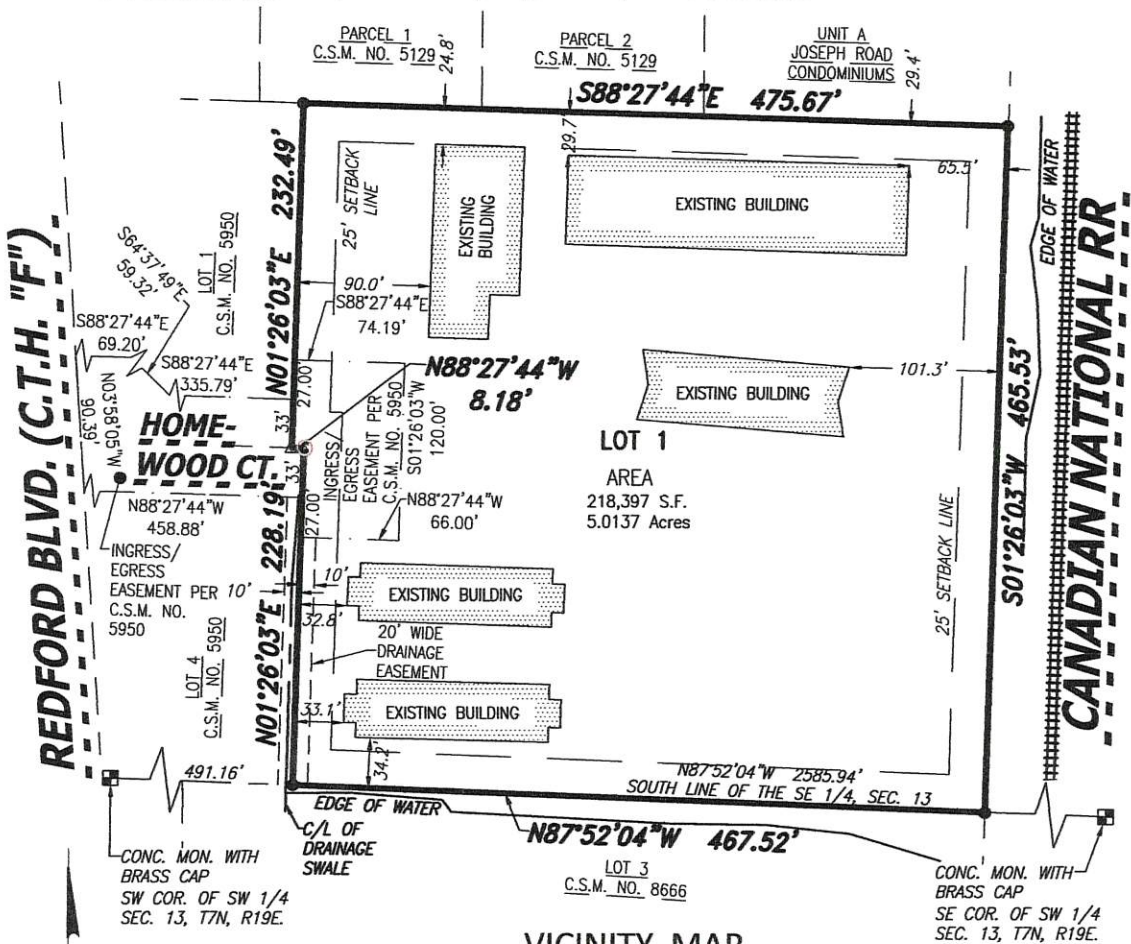 PARCEL 1
C.S.M. NO. 5129
24.8'
PARCEL 2
C.S.M. NO. 5129
UNIT A
JOSEPH ROAD
CONDOMINIUMS
29.4'
S88°27'44"E 475.67'
29.7'
65.5'
25' SETBACK
LINE
EXISTING
BUILDING
EXISTING BUILDING
EDGE OF WATER
N01°26'03"E 232.49'
LOT 1
C.S.M. NO. 5950
S64°37'49"E
59.32'
S88°27'44"E
69.20'
S88°27'44"E
335.79'
90.0'
S88°27'44"E
74.19'
N88°27'44"W
8.18'
EXISTING BUILDING
101.3'
REDFORD BLVD. (C.T.H. "F")
N03°58'05"W
90.39'
HOME-
WOOD CT.
33'
33'
27.00'
27.00'
INGRESS/
EGRESS
EASEMENT PER
C.S.M. NO. 5950
S01°26'03"W
120.00'
LOT 1
AREA
218,397 S.F.
5.0137 Acres
N88°27'44"W
66.00'
N88°27'44"W
458.88'
INGRESS/
EGRESS
EASEMENT PER
C.S.M. NO.
5950
10'
10'
N01°26'03"E 228.19'
EXISTING BUILDING
32.8'
20' WIDE
DRAINAGE
EASEMENT
LOT 4
C.S.M. NO. 5950
EXISTING BUILDING
33.1'
34.2'
25' SETBACK LINE
S01°26'03"W 465.53'
CANADIAN NATIONAL RR
491.16'
N87°52'04"W 2585.94'
SOUTH LINE OF THE SE 1/4, SEC. 13
EDGE OF WATER
N87°52'04"W 467.52'
C/L OF
DRAINAGE
SWALE
LOT 3
C.S.M. NO. 8666
CONC. MON. WITH
BRASS CAP
SW COR. OF SW 1/4
SEC. 13, T7N, R19E.
CONC. MON. WITH
BRASS CAP
SE COR. OF SW 1/4
SEC. 13, T7N, R19E.
VICINITY MAP